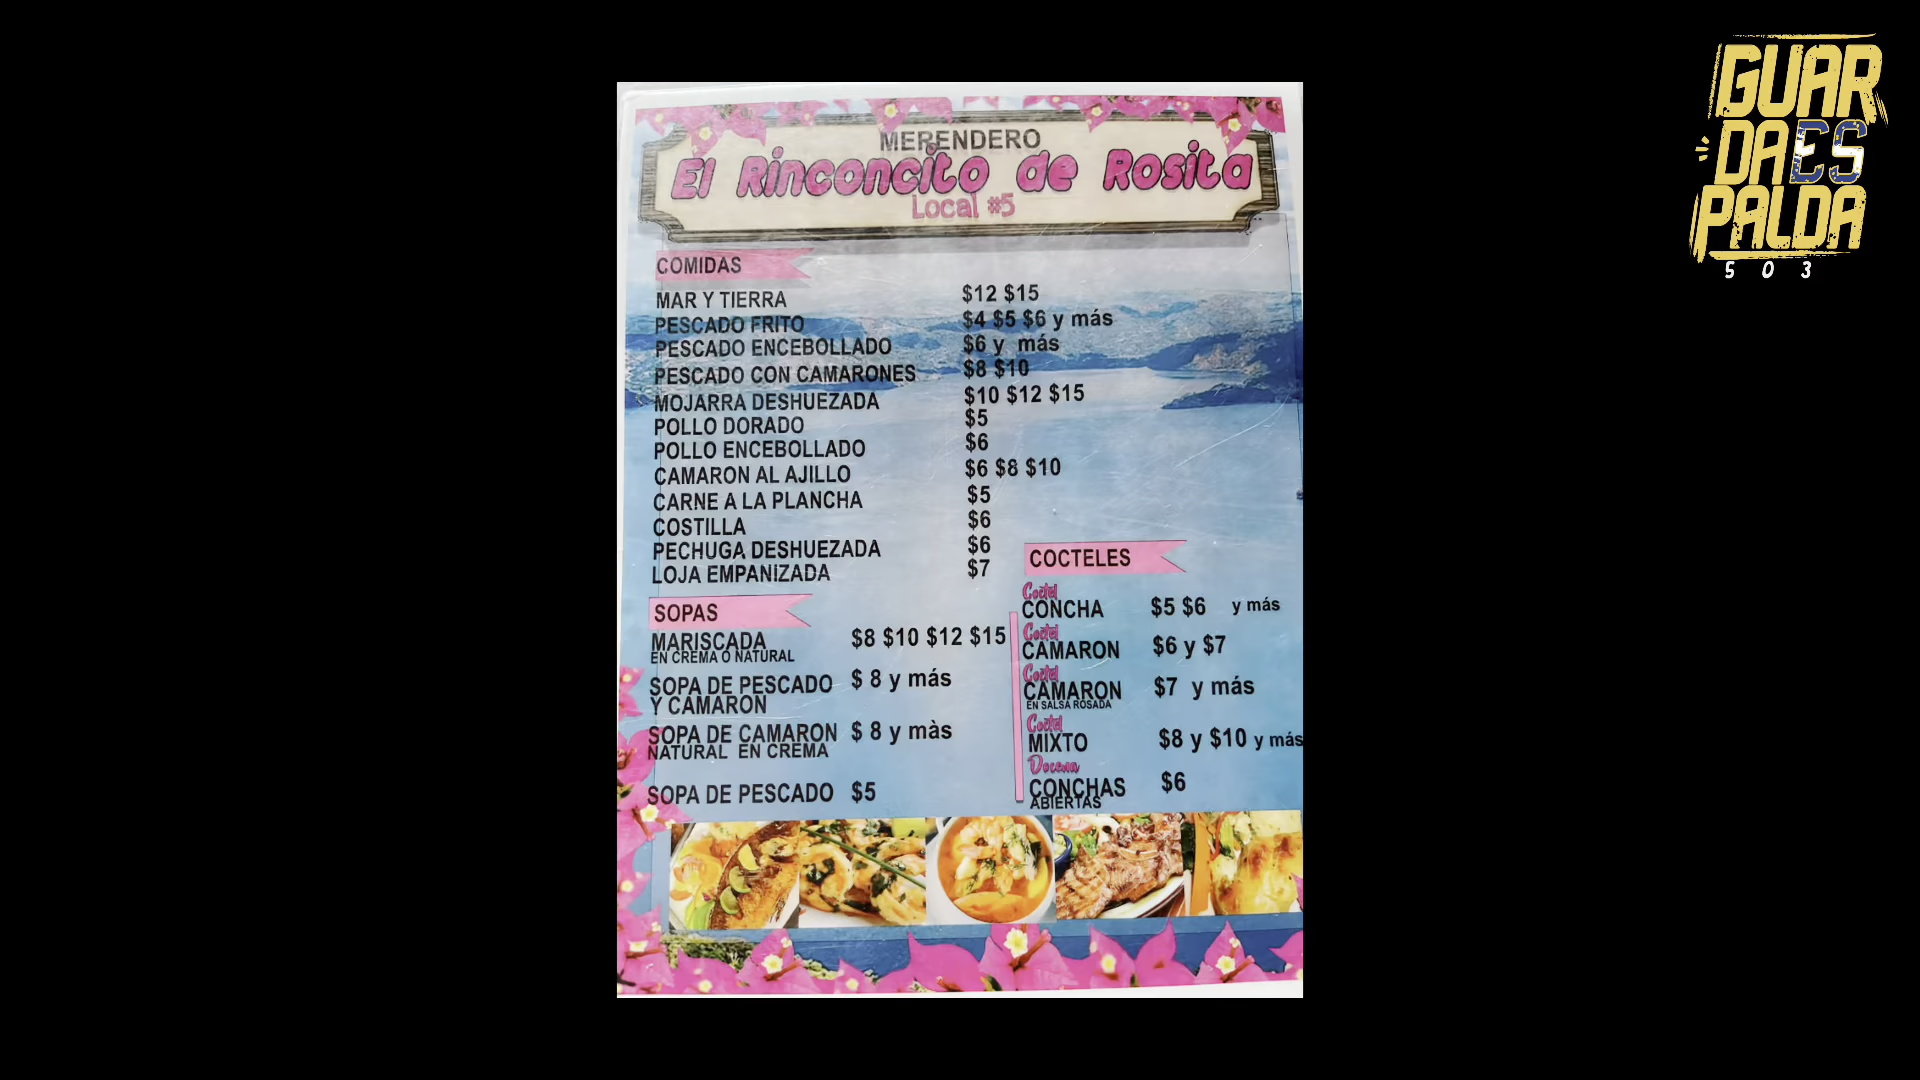 MERENDERO
El Rinconcito de Rosita
Local #5
COMIDAS
MAR Y TIERRA $12 $15
PESCADO FRITO $4 $5 $6 y más
PESCADO ENCEBOLLADO $6 y más
PESCADO CON CAMARONES $8 $10
MOJARRA DESHUEZADA $10 $12 $15
POLLO DORADO $5
POLLO ENCEBOLLADO $6
CAMARON AL AJILLO $6 $8 $10
CARNE A LA PLANCHA $5
COSTILLA $6
PECHUGA DESHUEZADA $6
LOJA EMPANIZADA $7
SOPAS
MARISCADA $8 $10 $12 $15
EN CREMA O NATURAL
SOPA DE PESCADO $ 8 y más
Y CAMARON
SOPA DE CAMARON $ 8 y màs
NATURAL EN CREMA
SOPA DE PESCADO $5
COCTELES
Coctel
CONCHA $5 $6 y más
Coctel
CAMARON $6 y $7
Coctel
CAMARON $7 y más
EN SALSA ROSADA
Coctel
MIXTO $8 y $10 y más
Docena
CONCHAS $6
ABIERTAS
GUAR
DAES
PALDA
503